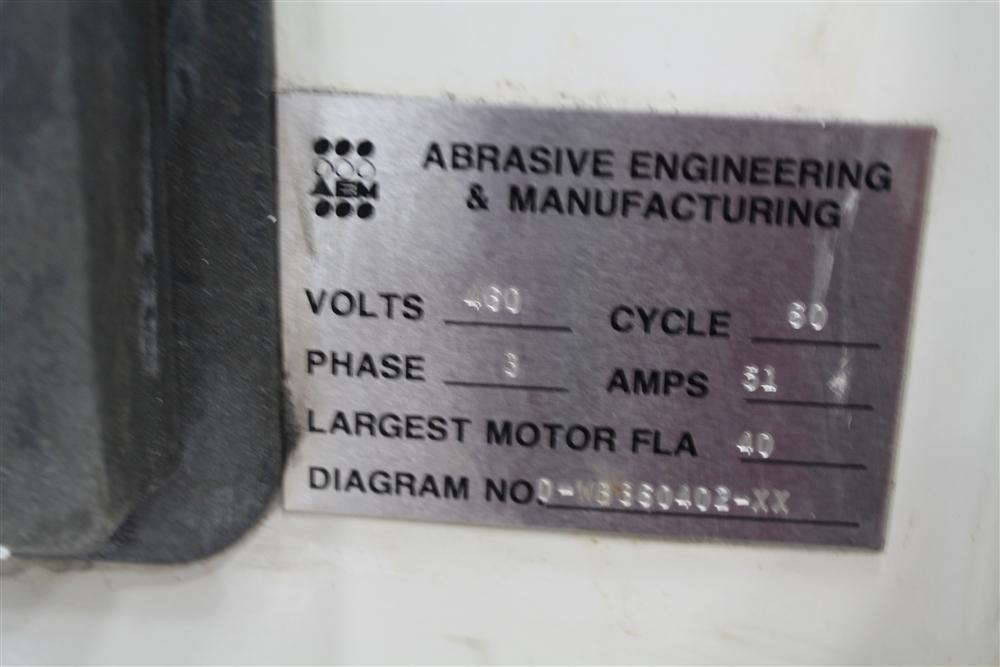 AEM
ABRASIVE ENGINEERING
& MANUFACTURING
VOLTS 460 CYCLE 60
PHASE 3 AMPS 51
LARGEST MOTOR FLA 40
DIAGRAM NO.